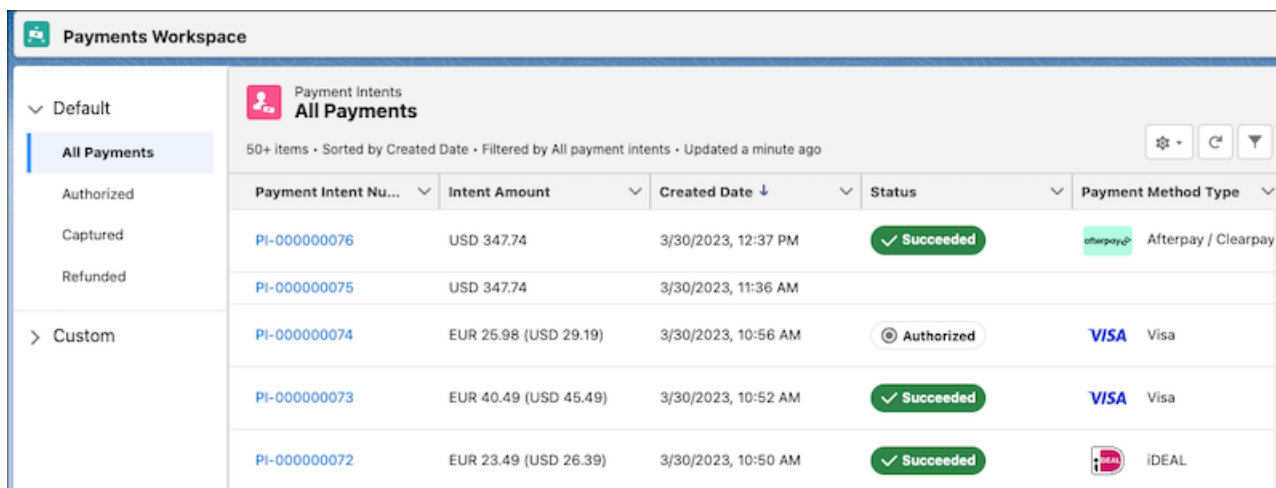 Payments Workspace
Default
All Payments
Authorized
Captured
Refunded
Custom
Payment Intents
All Payments
50+ items • Sorted by Created Date • Filtered by All payment intents • Updated a minute ago
Payment Intent Nu... Intent Amount Created Date Status Payment Method Type
PI-000000076 USD 347.74 3/30/2023, 12:37 PM Succeeded afterpay Afterpay / Clearpay
PI-000000075 USD 347.74 3/30/2023, 11:36 AM
PI-000000074 EUR 25.98 (USD 29.19) 3/30/2023, 10:56 AM Authorized VISA Visa
PI-000000073 EUR 40.49 (USD 45.49) 3/30/2023, 10:52 AM Succeeded VISA Visa
PI-000000072 EUR 23.49 (USD 26.39) 3/30/2023, 10:50 AM Succeeded iDEAL iDEAL